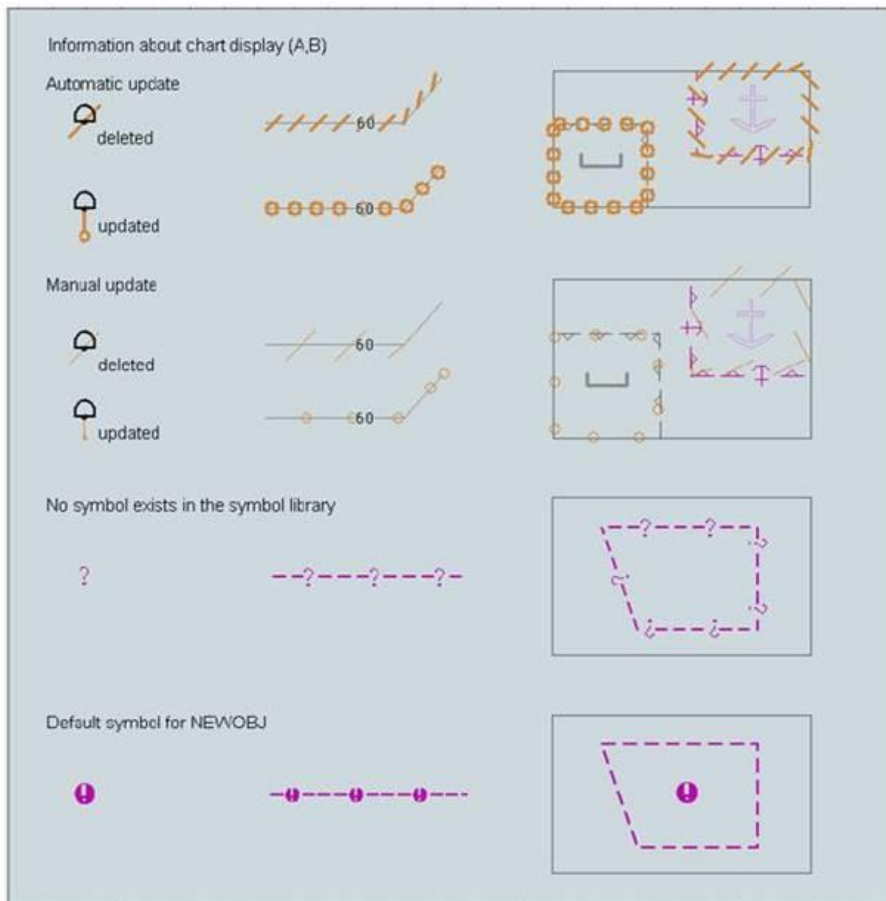 Information about chart display (A,B)
Automatic update
deleted
60
updated
60
Manual update
deleted
60
updated
60
No symbol exists in the symbol library
?
? ? ?
? ?
? ?
?
? ?
Default symbol for NEWOBJ
!
! ! !
!